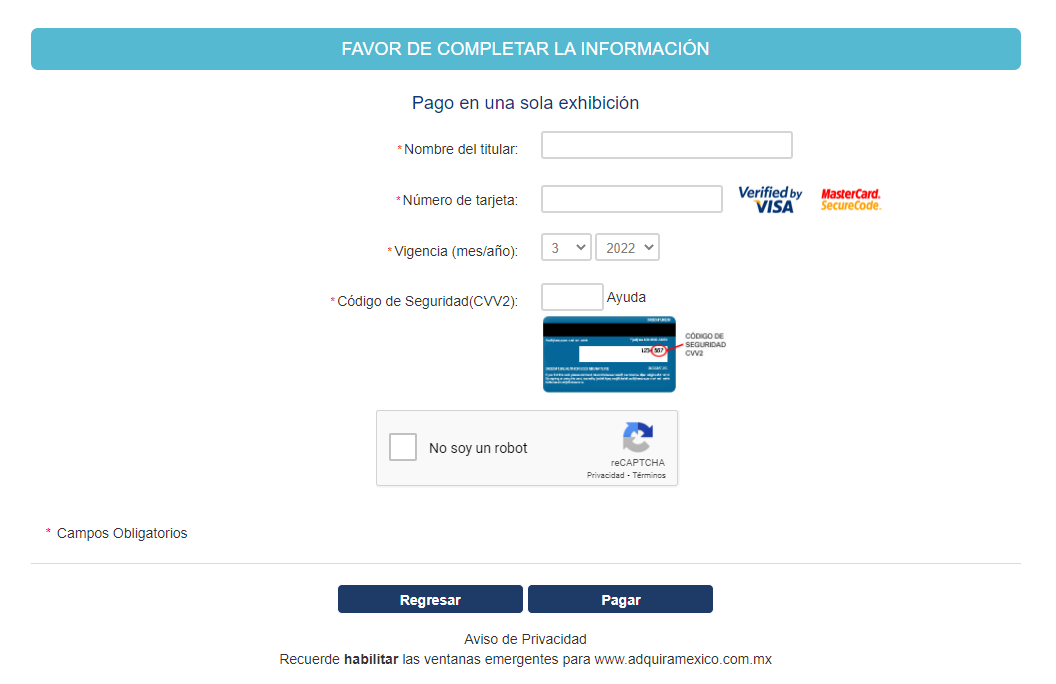 FAVOR DE COMPLETAR LA INFORMACIÓN
Pago en una sola exhibición
*Nombre del titular:
*Número de tarjeta:
Verified by
VISA
MasterCard.
SecureCode.
*Vigencia (mes/año):
3
2022
*Código de Seguridad(CVV2):
Ayuda
CÓDIGO DE
SEGURIDAD
CVV2
No soy un robot
reCAPTCHA
Privacidad - Términos
* Campos Obligatorios
Regresar
Pagar
Aviso de Privacidad
Recuerde habilitar las ventanas emergentes para www.adquiramexico.com.mx